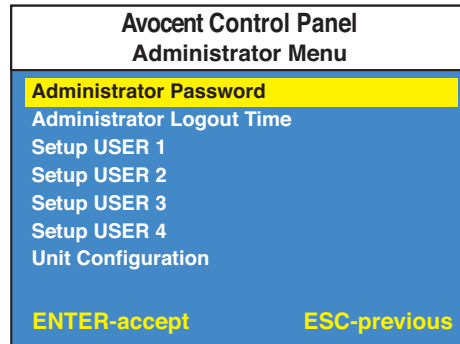 Avocent Control Panel
Administrator Menu
Administrator Password
Administrator Logout Time
Setup USER 1
Setup USER 2
Setup USER 3
Setup USER 4
Unit Configuration
ENTER-accept ESC-previous